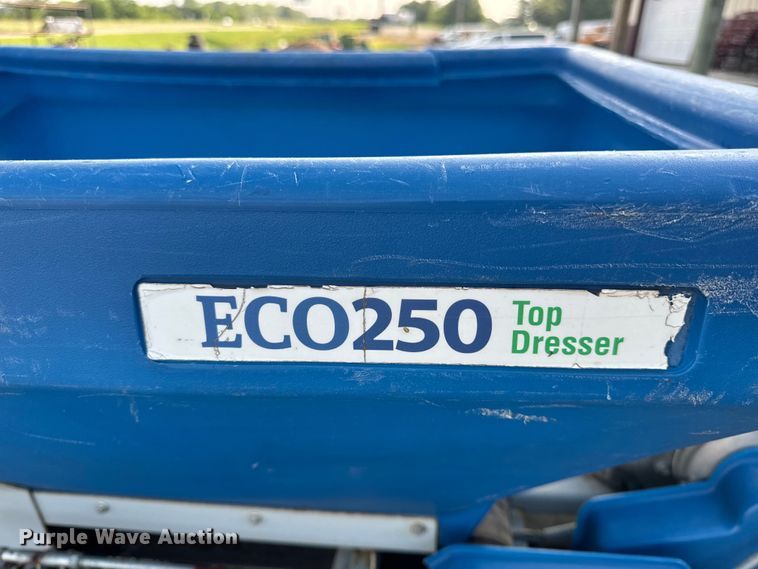 ECO250 Top Dresser
Purple Wave Auction